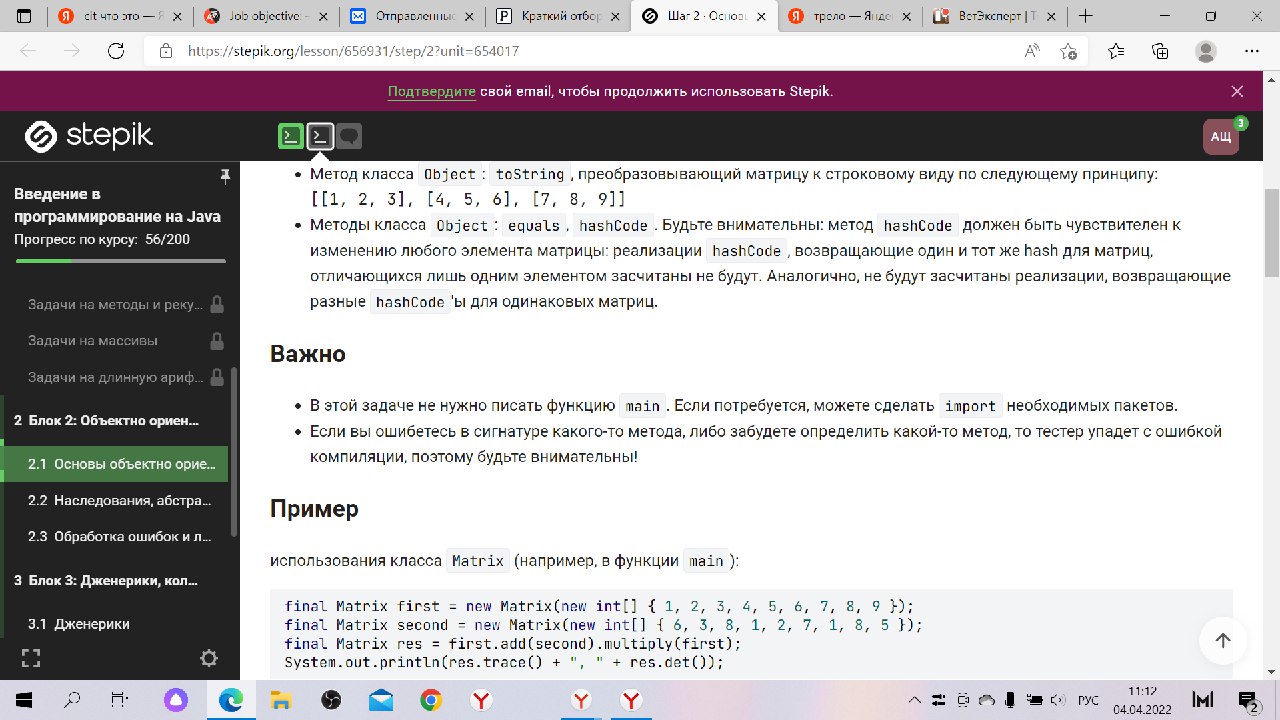 что это — Я
Job objective –
Отправленные
Краткий отбор
Шаг 2 · Основы
трело — Яндекс
ВетЭксперт | Т
https://stepik.org/lesson/656931/step/2?unit=654017
Подтвердите свой email, чтобы продолжить использовать Stepik.
stepik
АЩ
3
Введение в
программирование на Java
Прогресс по курсу: 56/200
Задачи на методы и реку...
Задачи на массивы
Задачи на длинную ариф...
2 Блок 2: Объектно ориен...
2.1 Основы объектно орие...
2.2 Наследования, абстра...
2.3 Обработка ошибок и л...
3 Блок 3: Дженерики, кол...
3.1 Дженерики
• Метод класса Object: toString, преобразовывающий матрицу к строковому виду по следующему принципу:
[[1, 2, 3], [4, 5, 6], [7, 8, 9]]
• Методы класса Object: equals, hashCode. Будьте внимательны: метод hashCode должен быть чувствителен к
изменению любого элемента матрицы: реализации hashCode, возвращающие один и тот же hash для матриц,
отличающихся лишь одним элементом засчитаны не будут. Аналогично, не будут засчитаны реализации, возвращающие
разные hashCode'ы для одинаковых матриц.
Важно
• В этой задаче не нужно писать функцию main. Если потребуется, можете сделать import необходимых пакетов.
• Если вы ошибетесь в сигнатуре какого-то метода, либо забудете определить какой-то метод, то тестер упадет с ошибкой
компиляции, поэтому будьте внимательны!
Пример
использования класса Matrix (например, в функции main):
final Matrix first = new Matrix(new int[] { 1, 2, 3, 4, 5, 6, 7, 8, 9 });
final Matrix second = new Matrix(new int[] { 6, 3, 8, 1, 2, 7, 1, 8, 5 });
final Matrix res = first.add(second).multiply(first);
System.out.println(res.trace() + ", " + res.det());
РУС
11:12
04.04.2022
2